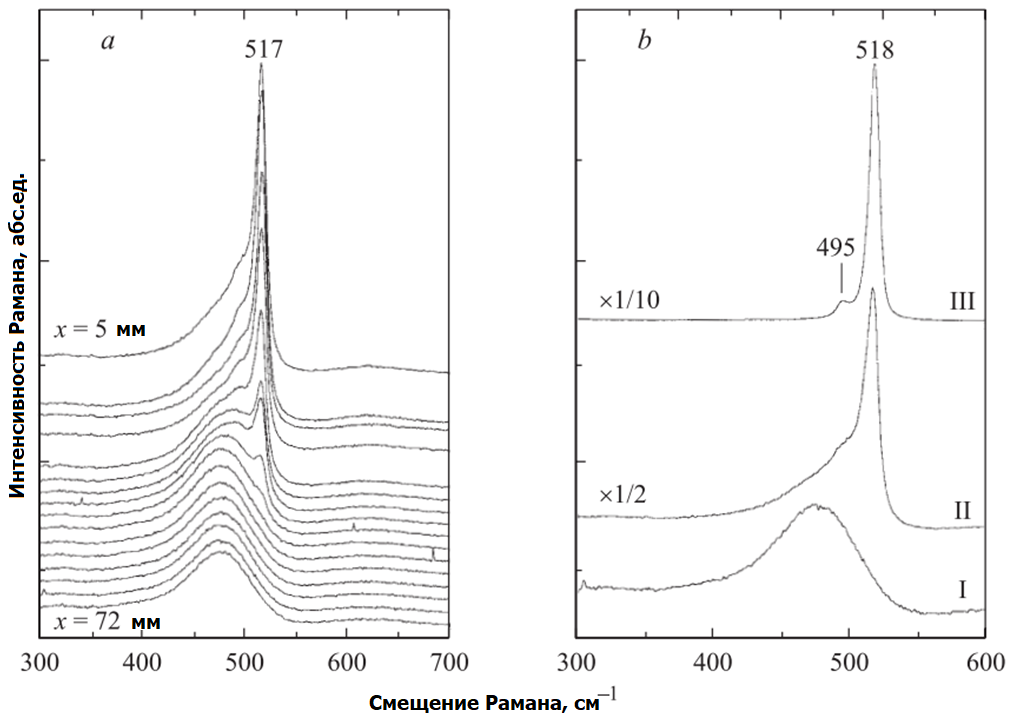 a
517
x = 5 мм
x = 72 мм
300 400 500 600 700
b
518
495
×1/10
III
×1/2
II
I
300 400 500 600
Интенсивность Рамана, абс.ед.
Смещение Рамана, см⁻¹